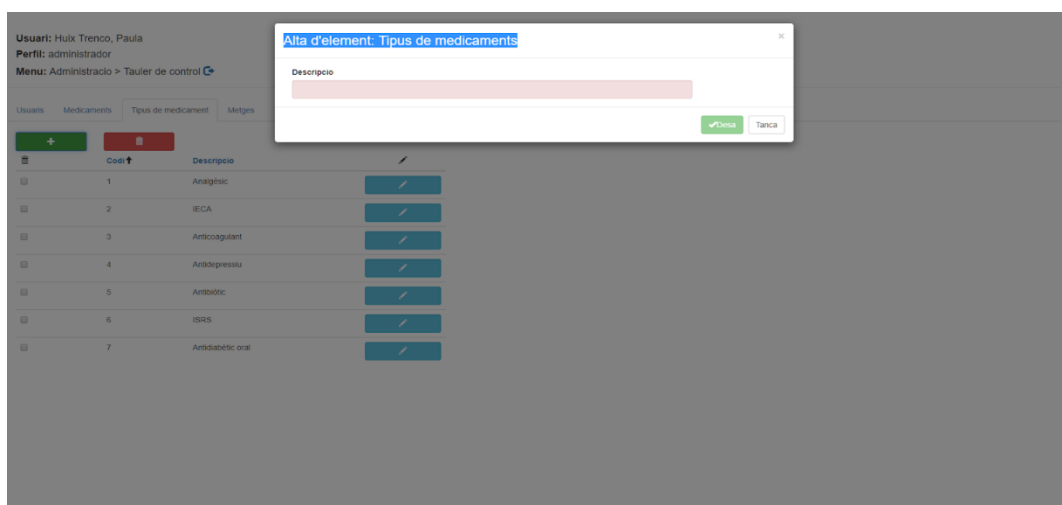 Usuari: Huix Trenco, Paula
Perfil: administrador
Menu: Administracio > Tauler de control
Alta d'element: Tipus de medicaments
×
Descripcio
Desa Tanca
Usuaris Medicaments Tipus de medicament Metges
Codi Descripcio
1 Analgèsic
2 IECA
3 Anticoagulant
4 Antidepressiu
5 Antibiòtic
6 ISRS
7 Antidiabètic oral